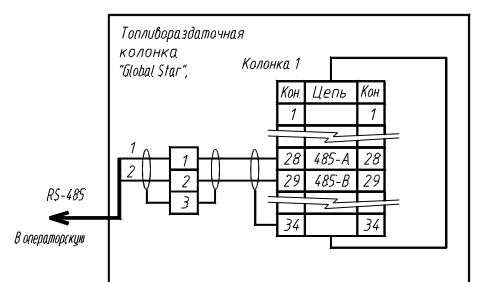 Топливораздаточная
колонка
"Global Star",
Колонка 1
Кон. Цепь Кон.
1 1
1 1 28 485-А 28
2 2 29 485-В 29
3
34 34
RS-485
В операторскую